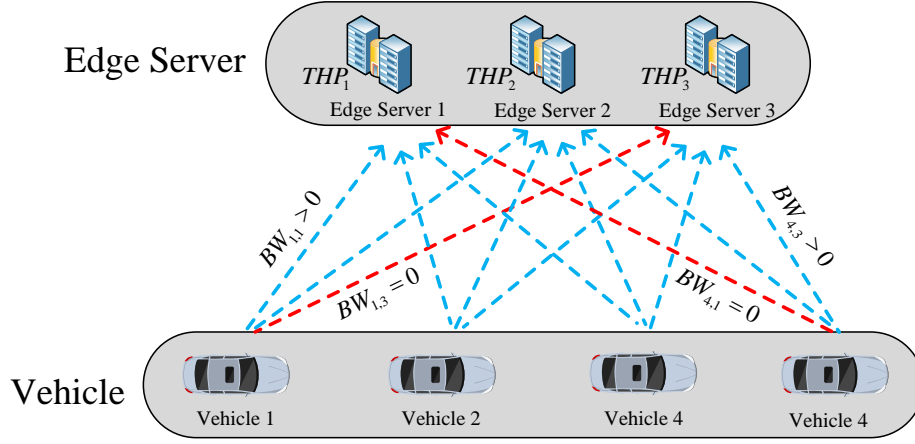 Edge Server
THP₁
THP₂
THP₃
Edge Server 1
Edge Server 2
Edge Server 3
BW₁,₁ > 0
BW₁,₃ = 0
BW₄,₁ = 0
BW₄,₃ > 0
Vehicle
Vehicle 1
Vehicle 2
Vehicle 4
Vehicle 4